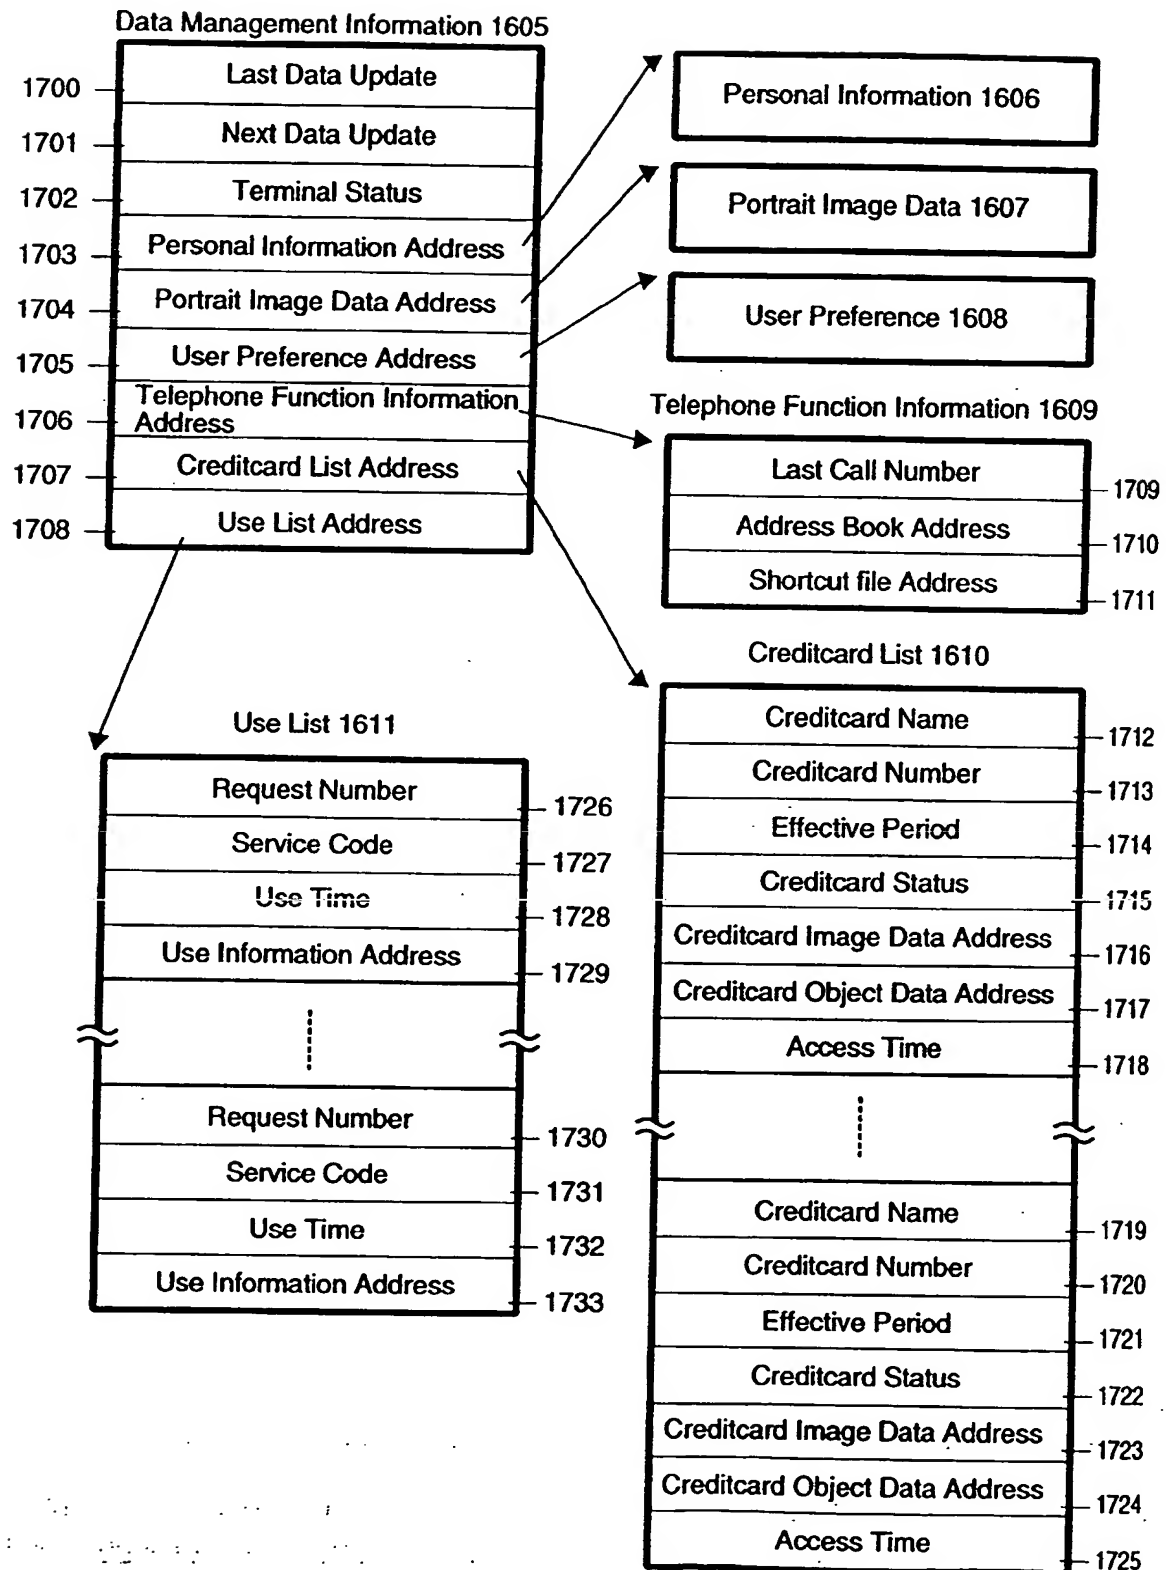 Data Management Information 1605
1700 Last Data Update
1701 Next Data Update
1702 Terminal Status
1703 Personal Information Address
1704 Portrait Image Data Address
1705 User Preference Address
Telephone Function Information
1706 Address
1707 Creditcard List Address
1708 Use List Address
Personal Information 1606
Portrait Image Data 1607
User Preference 1608
Telephone Function Information 1609
Last Call Number 1709
Address Book Address 1710
Shortcut file Address 1711
Use List 1611
Request Number 1726
Service Code 1727
Use Time 1728
Use Information Address 1729
Request Number 1730
Service Code 1731
Use Time 1732
Use Information Address 1733
Creditcard List 1610
Creditcard Name 1712
Creditcard Number 1713
Effective Period 1714
Creditcard Status 1715
Creditcard Image Data Address 1716
Creditcard Object Data Address 1717
Access Time 1718
Creditcard Name 1719
Creditcard Number 1720
Effective Period 1721
Creditcard Status 1722
Creditcard Image Data Address 1723
Creditcard Object Data Address 1724
Access Time 1725